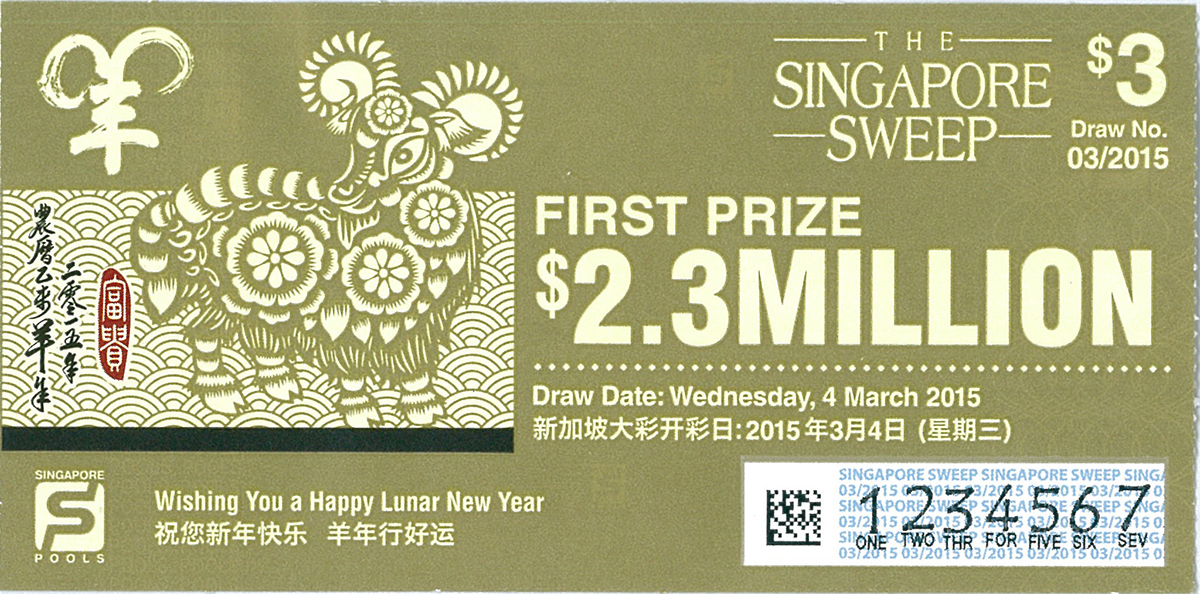 羊
THE
SINGAPORE
SWEEP
$3
Draw No.
03/2015
農曆乙未羊年
二零一五年
富貴
FIRST PRIZE
$2.3MILLION
Draw Date: Wednesday, 4 March 2015
新加坡大彩开彩日:2015年3月4日 (星期三)
SINGAPORE
POOLS
Wishing You a Happy Lunar New Year
祝您新年快乐 羊年行好运
SINGAPORE SWEEP SINGAPORE SWEEP SINGA
03/2015 03/2015 03/2015 03/2015 03/2015
1234567
ONE TWO THR FOR FIVE SIX SEV